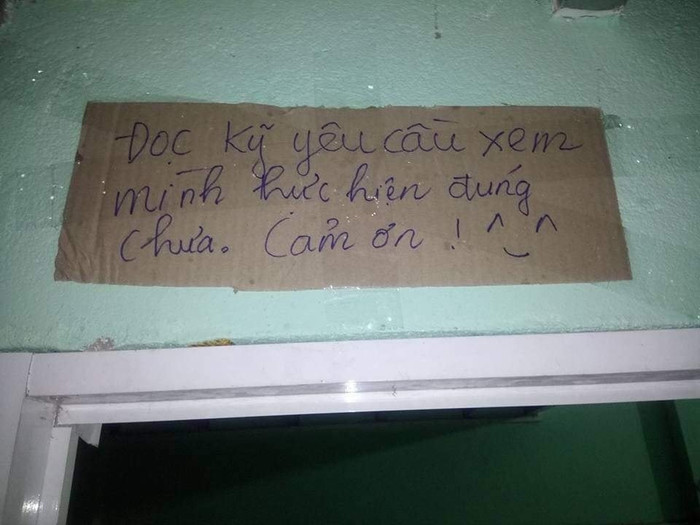 Đọc kỹ yêu cầu xem
mình thực hiện đúng
chưa. Cảm ơn ! ^‿^